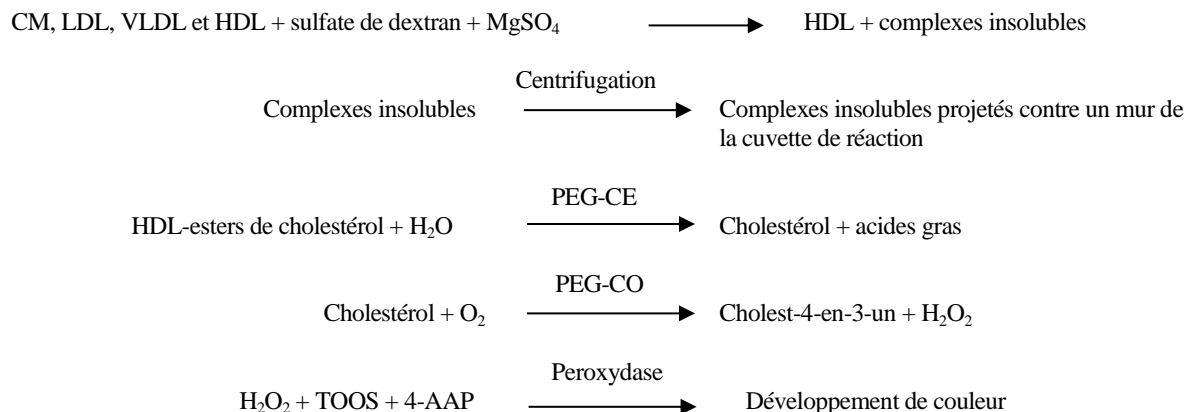 CM, LDL, VLDL et HDL + sulfate de dextran + MgSO₄ HDL + complexes insolubles
Centrifugation
Complexes insolubles Complexes insolubles projetés contre un mur de
la cuvette de réaction
PEG-CE
HDL-esters de cholestérol + H₂O Cholestérol + acides gras
PEG-CO
Cholestérol + O₂ Cholest-4-en-3-un + H₂O₂
Peroxydase
H₂O₂ + TOOS + 4-AAP Développement de couleur